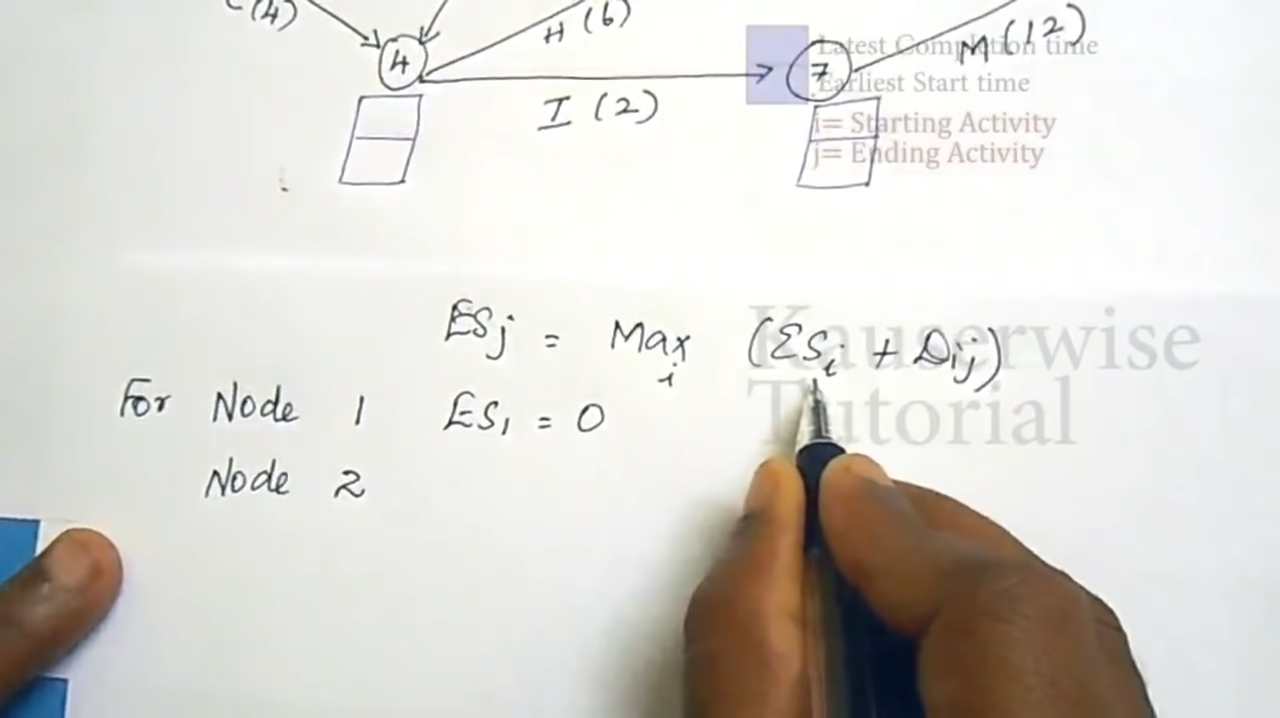 C(4)
H (6)
M(12)
Latest Completion time
4
7
Earliest Start time
I (2)
i= Starting Activity
j= Ending Activity
ESj = Max (ESi + Dij)
i
Kauserwise
For Node 1 ES1 = 0
Tutorial
Node 2